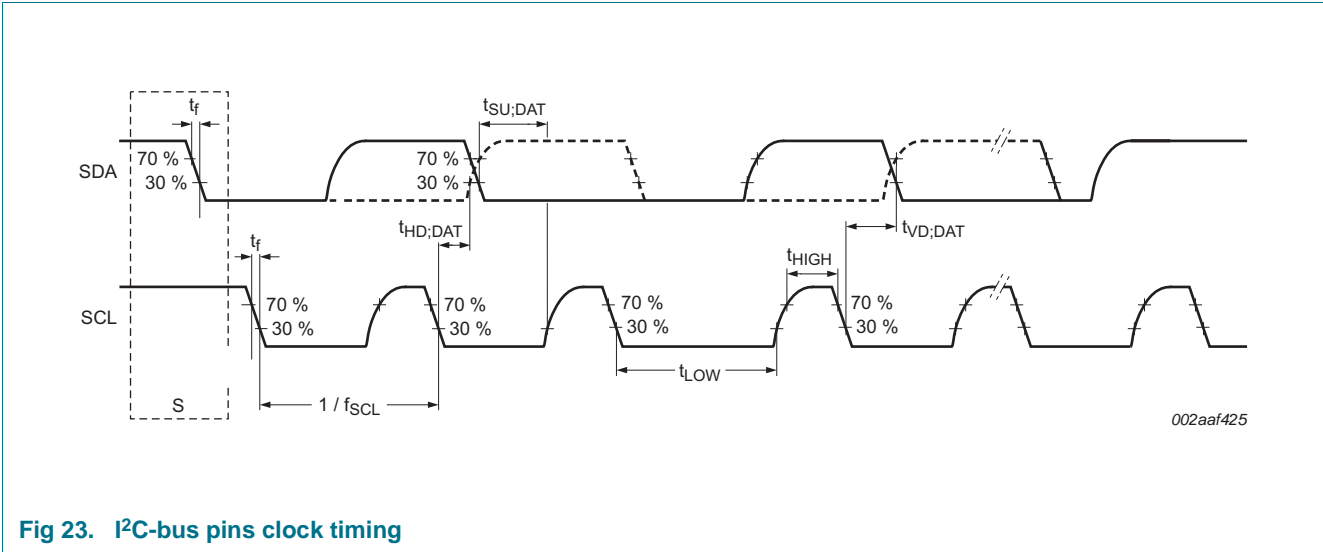 tf
tSU;DAT
70 %
SDA
30 %
70 %
30 %
tHD;DAT
tVD;DAT
tf
tHIGH
SCL
70 %
30 %
70 %
30 %
70 %
30 %
70 %
30 %
tLOW
S
1 / fSCL
002aaf425
Fig 23. I2C-bus pins clock timing